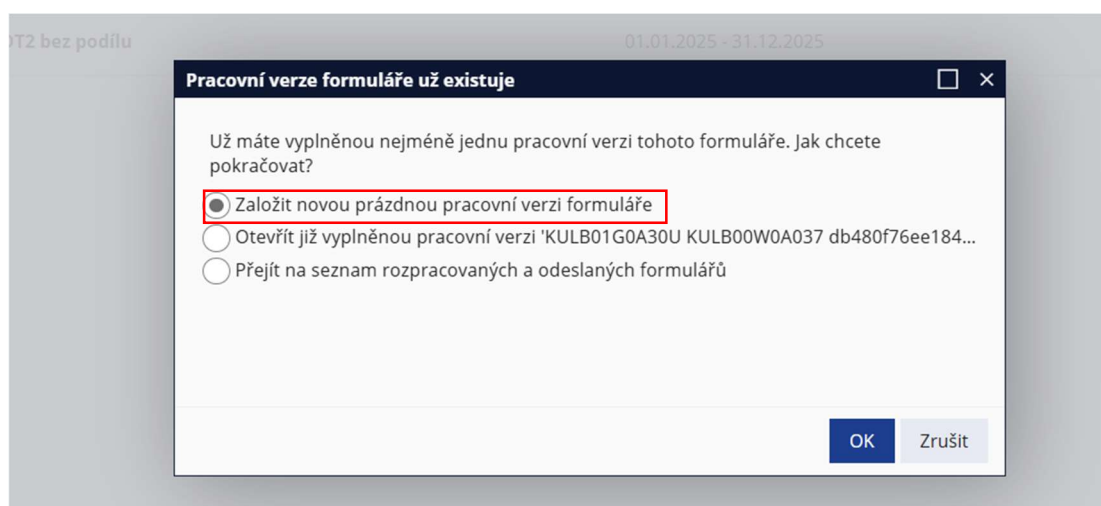 DT2 bez podílu 01.01.2025 - 31.12.2025
Pracovní verze formuláře už existuje
Už máte vyplněnou nejméně jednu pracovní verzi tohoto formuláře. Jak chcete
pokračovat?
Založit novou prázdnou pracovní verzi formuláře
Otevřít již vyplněnou pracovní verzi 'KULB01G0A30U KULB00W0A037 db480f76ee184...
Přejít na seznam rozpracovaných a odeslaných formulářů
OK Zrušit